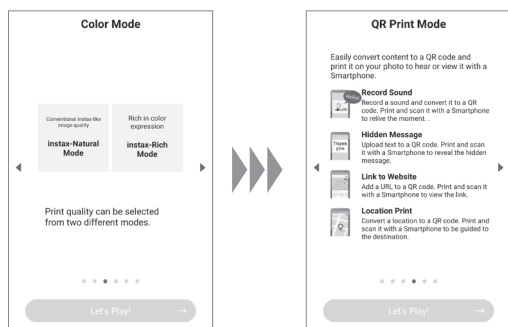 Color Mode
Conventional instax-like
image quality
instax-Natural
Mode
Rich in color
expression
instax-Rich
Mode
Print quality can be selected
from two different modes.
Let's Play! →
QR Print Mode
Easily convert content to a QR code and
print it on your photo to hear or view it with a
Smartphone.
Hello!
Record Sound
Record a sound and convert it to a QR
code. Print and scan it with a Smartphone
to relive the moment. .
Thank
you
Hidden Message
Upload text to a QR code. Print and scan
it with a Smartphone to reveal the hidden
message.
Link to Website
Add a URL to a QR code. Print and scan it
with a Smartphone to view the link.
Location Print
Convert a location to a QR code. Print and
scan it with a Smartphone to be guided to
the destination.
Let's Play! →